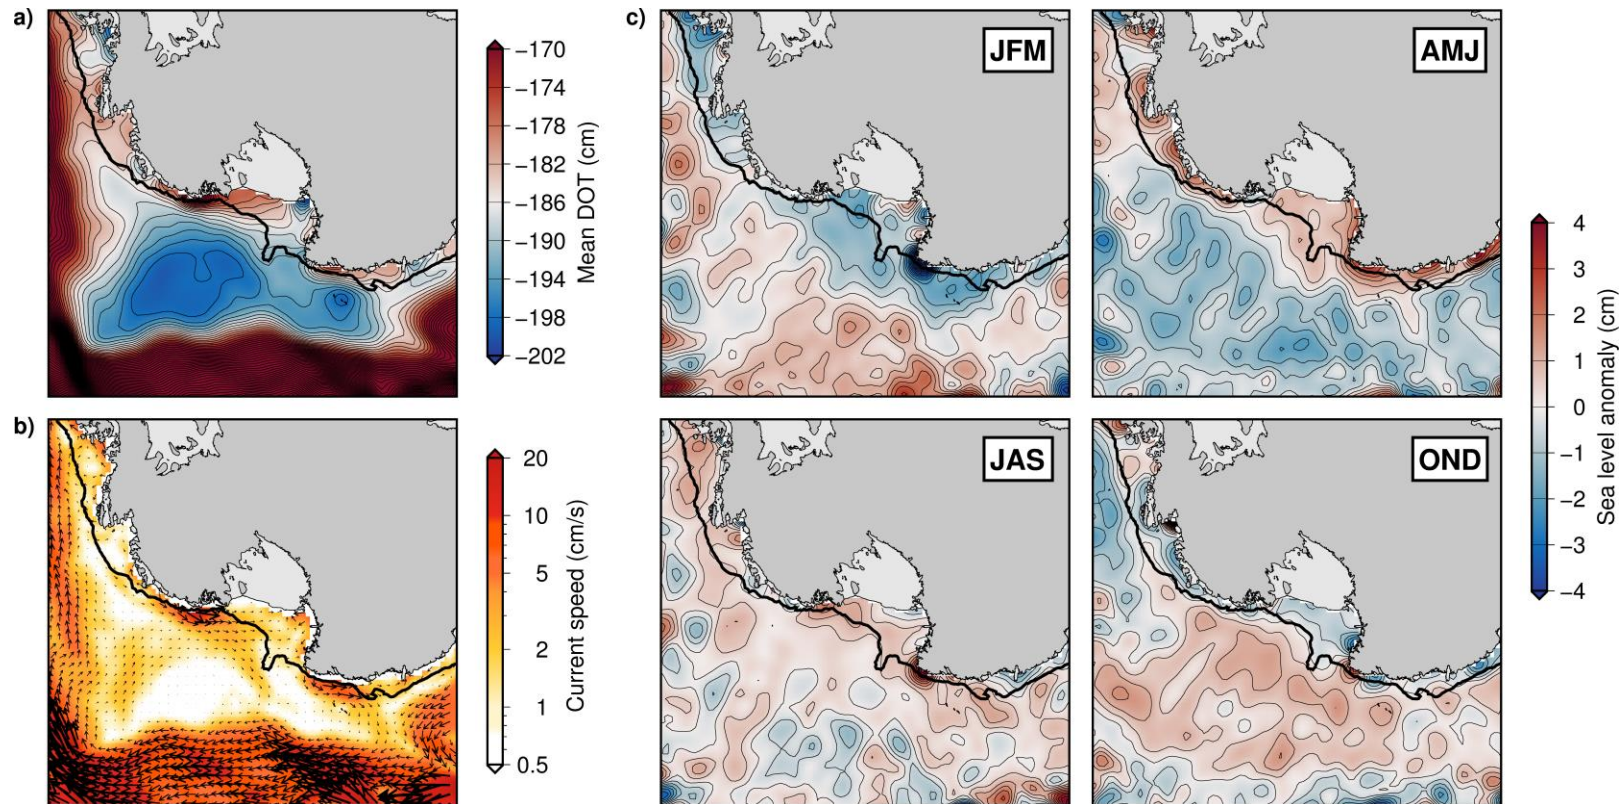 a)
−170
−174
−178
−182
−186
−190
−194
−198
−202
Mean DOT (cm)
b)
20
10
5
2
1
0.5
Current speed (cm/s)
c)
JFM
AMJ
JAS
OND
4
3
2
1
0
−1
−2
−3
−4
Sea level anomaly (cm)